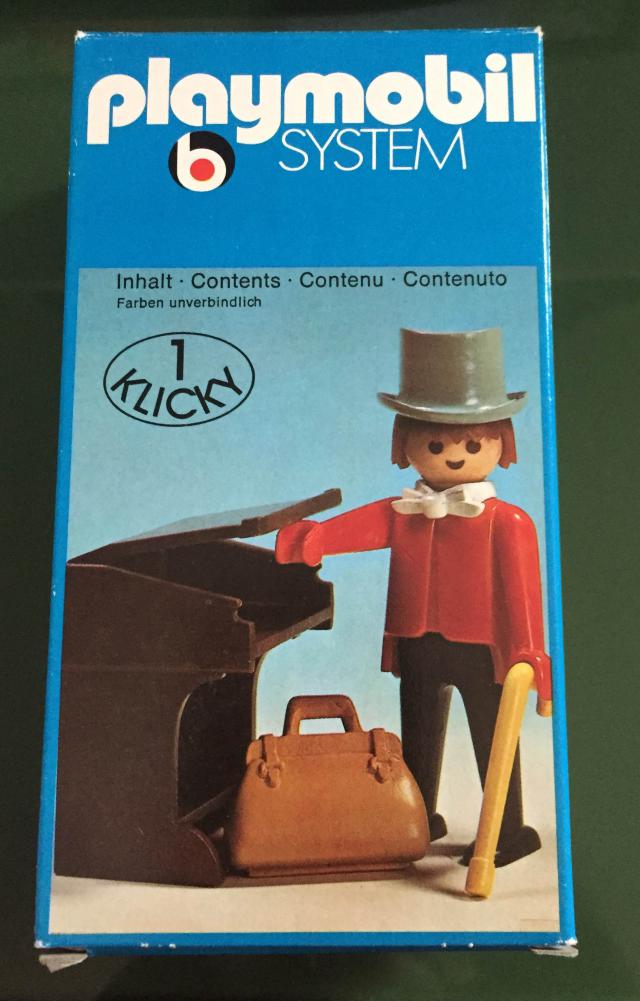 playmobil
b SYSTEM
Inhalt · Contents · Contenu · Contenuto
Farben unverbindlich
1
KLICKY